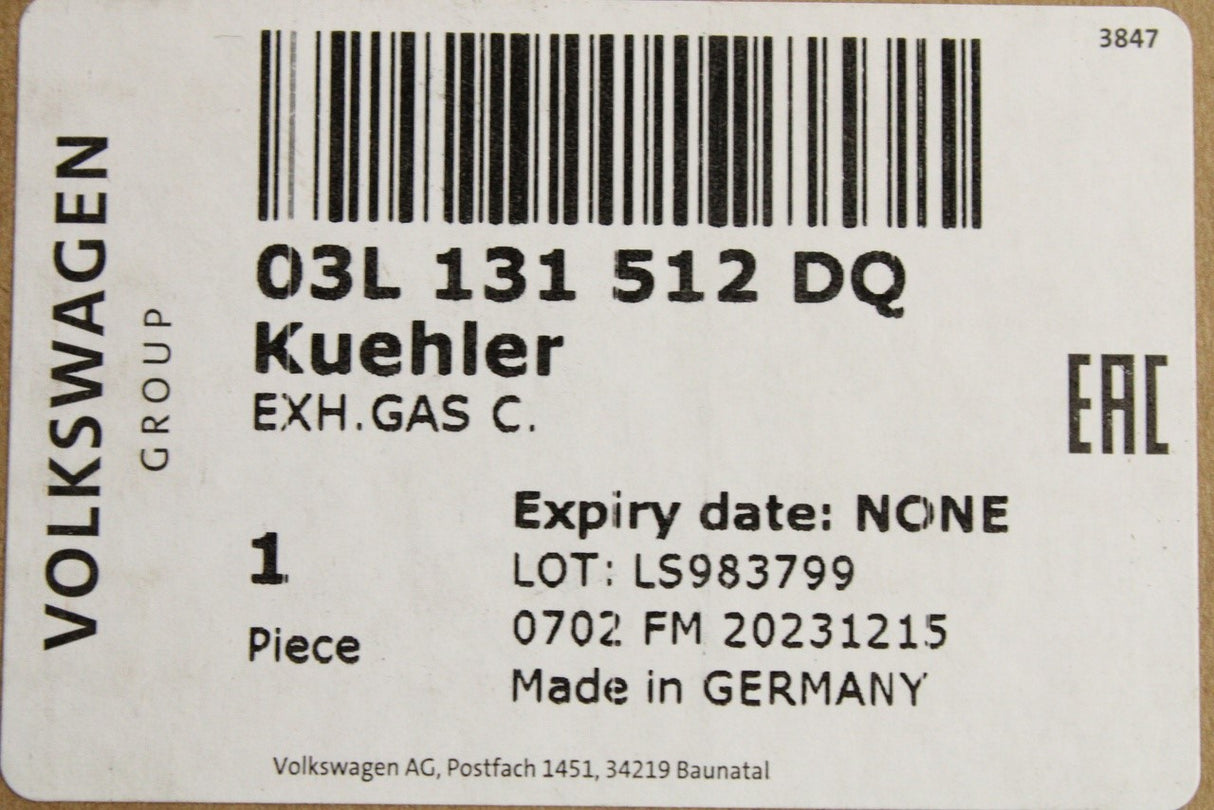 3847
VOLKSWAGEN
GROUP
03L 131 512 DQ
Kuehler
EXH.GAS C.
EAC
1
Piece
Expiry date: NONE
LOT: LS983799
0702 FM 20231215
Made in GERMANY
Volkswagen AG, Postfach 1451, 34219 Baunatal